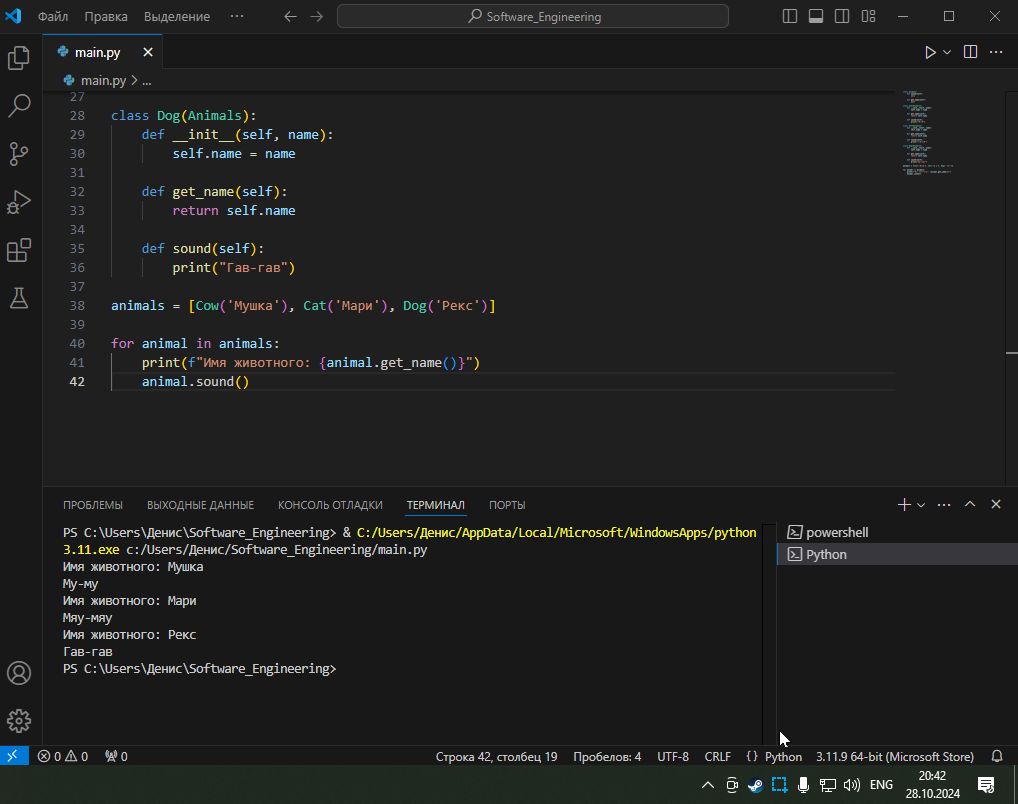 Файл Правка Выделение ··· Software_Engineering
main.py
main.py > ...
27
28 class Dog(Animals):
29     def __init__(self, name):
30         self.name = name
31
32     def get_name(self):
33         return self.name
34
35     def sound(self):
36         print("Гав-гав")
37
38 animals = [Cow('Мушка'), Cat('Мари'), Dog('Рекс')]
39
40 for animal in animals:
41     print(f"Имя животного: {animal.get_name()}")
42     animal.sound()
ПРОБЛЕМЫ ВЫХОДНЫЕ ДАННЫЕ КОНСОЛЬ ОТЛАДКИ ТЕРМИНАЛ ПОРТЫ
PS C:\Users\Денис\Software_Engineering> & C:/Users/Денис/AppData/Local/Microsoft/WindowsApps/python
3.11.exe c:/Users/Денис/Software_Engineering/main.py
Имя животного: Мушка
Му-му
Имя животного: Мари
Мяу-мяу
Имя животного: Рекс
Гав-гав
PS C:\Users\Денис\Software_Engineering>
powershell
Python
0 0 0 Строка 42, столбец 19 Пробелов: 4 UTF-8 CRLF {} Python 3.11.9 64-bit (Microsoft Store)
ENG 20:42
28.10.2024